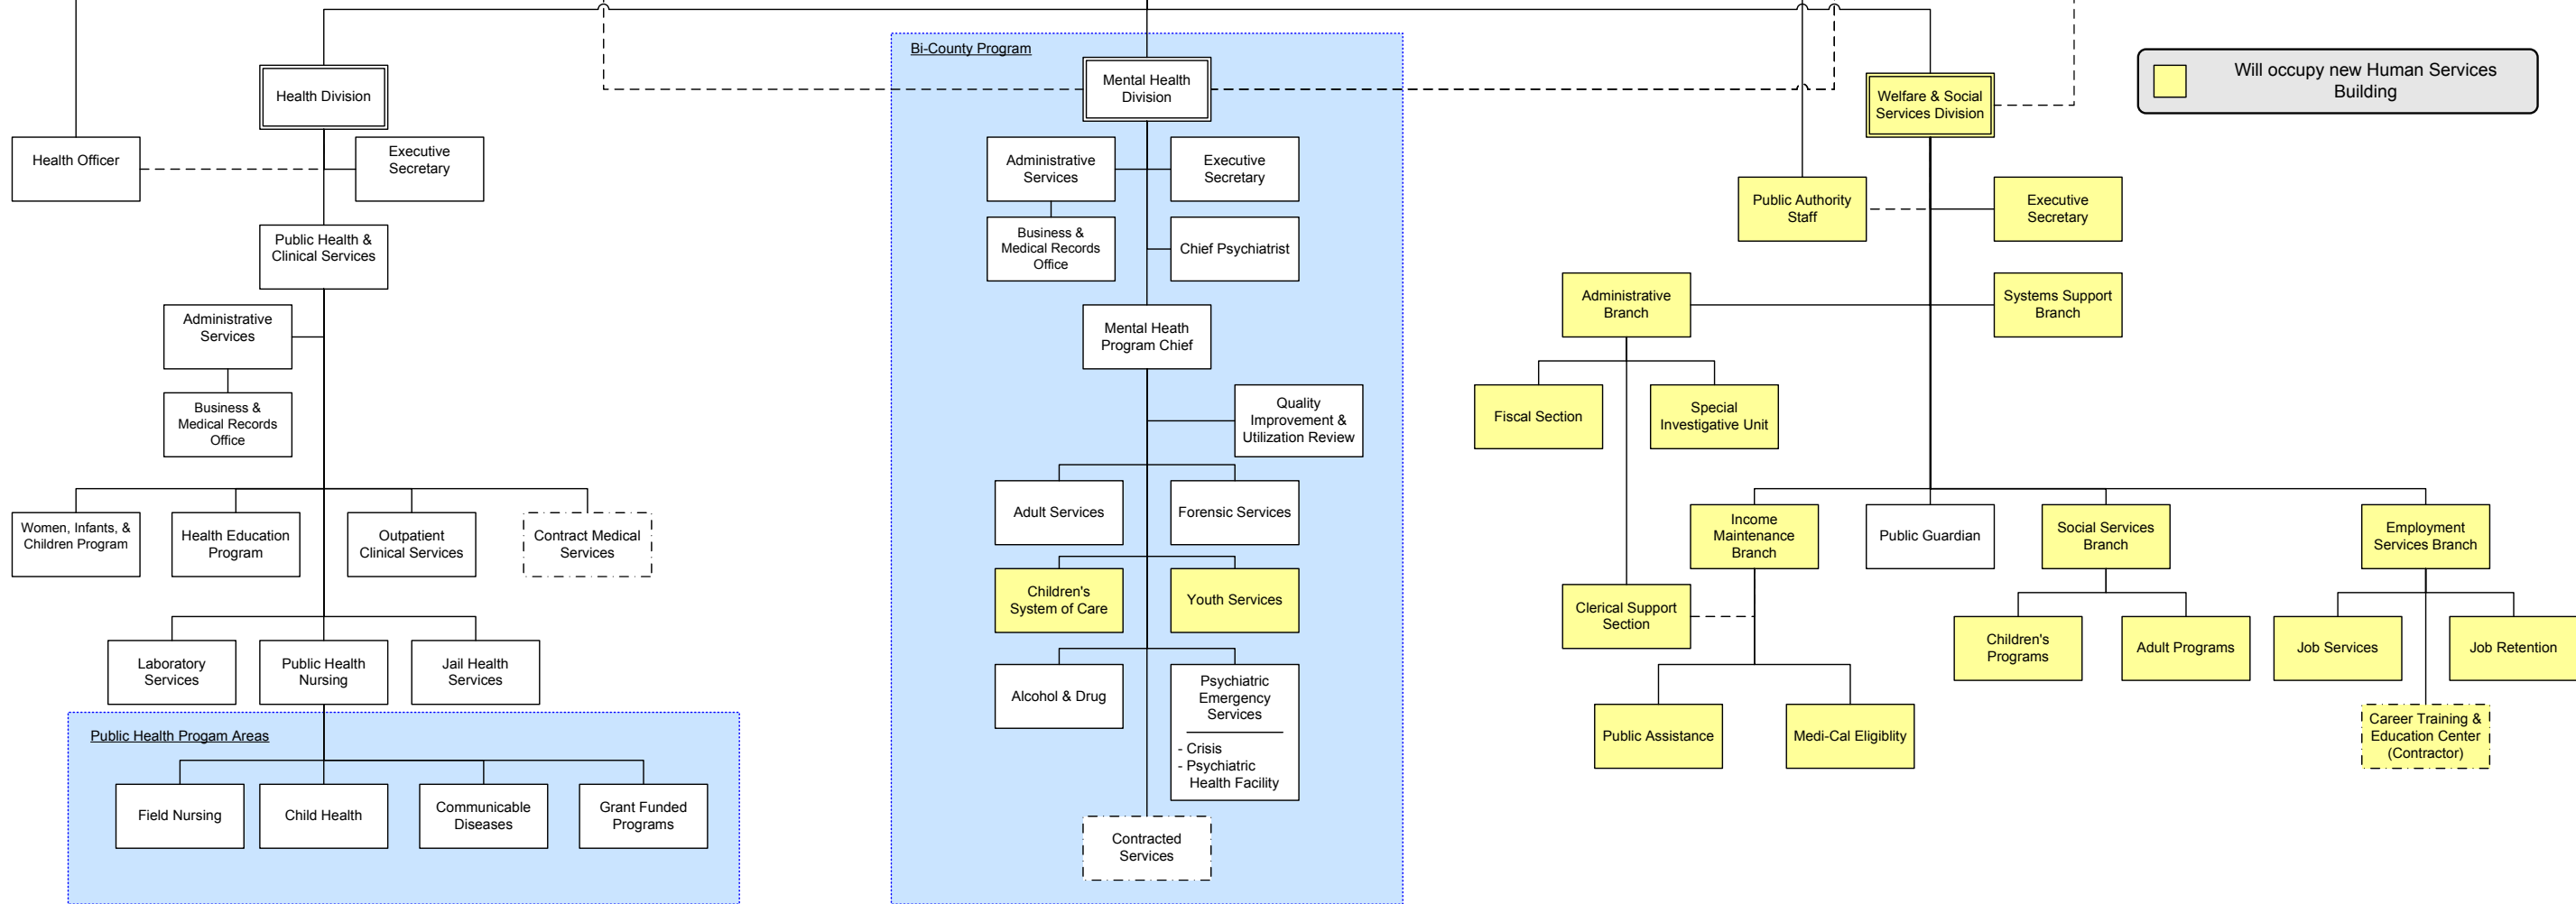 Bi-County Program
Will occupy new Human Services
Building
Health Division
Mental Health
Division
Welfare & Social
Services Division
Health Officer
Executive
Secretary
Administrative
Services
Executive
Secretary
Public Authority
Staff
Executive
Secretary
Public Health &
Clinical Services
Business &
Medical Records
Office
Chief Psychiatrist
Administrative
Services
Mental Heath
Program Chief
Administrative
Branch
Systems Support
Branch
Business &
Medical Records
Office
Quality
Improvement &
Utilization Review
Fiscal Section
Special
Investigative Unit
Women, Infants, &
Children Program
Health Education
Program
Outpatient
Clinical Services
Contract Medical
Services
Adult Services
Forensic Services
Income
Maintenance
Branch
Public Guardian
Social Services
Branch
Employment
Services Branch
Children's
System of Care
Youth Services
Clerical Support
Section
Children's
Programs
Adult Programs
Job Services
Job Retention
Laboratory
Services
Public Health
Nursing
Jail Health
Services
Alcohol & Drug
Psychiatric
Emergency
Services
- Crisis
- Psychiatric
Health Facility
Public Assistance
Medi-Cal Eligiblity
Career Training &
Education Center
(Contractor)
Public Health Progam Areas
Field Nursing
Child Health
Communicable
Diseases
Grant Funded
Programs
Contracted
Services